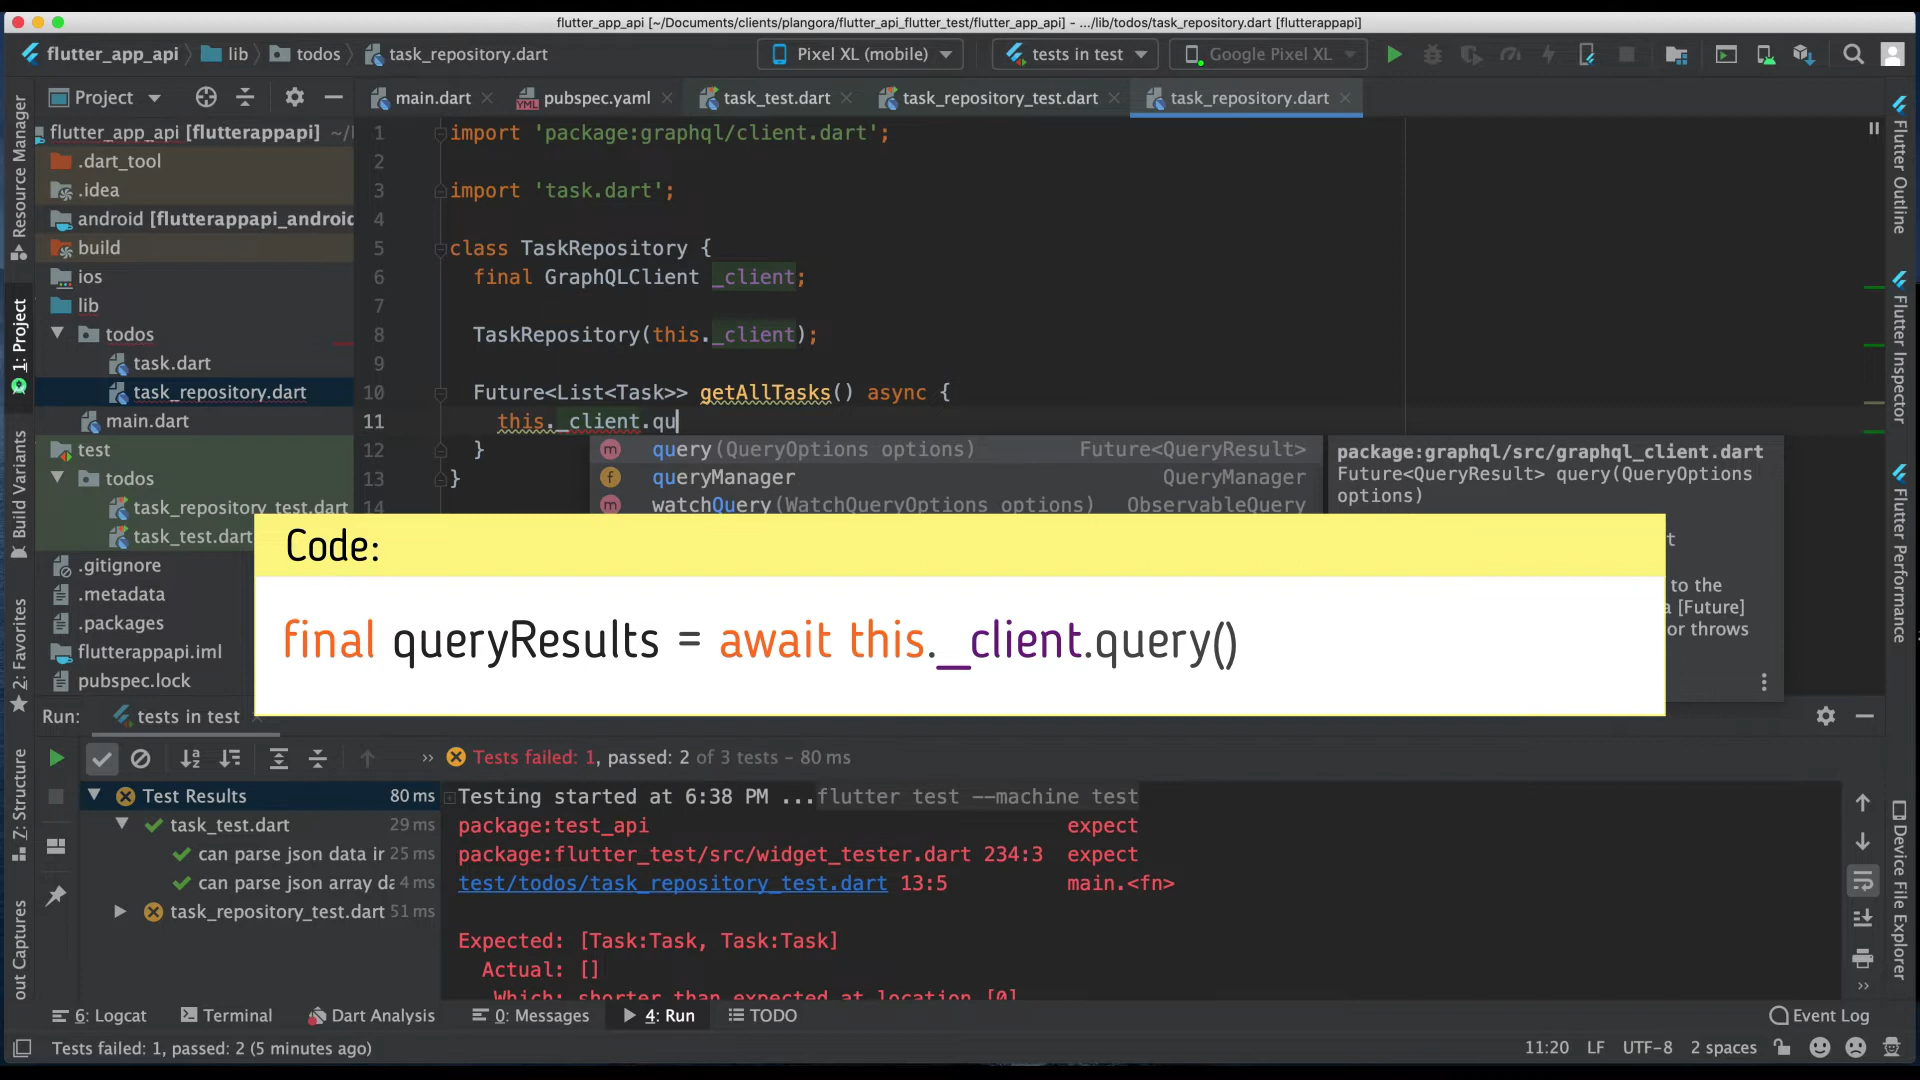 flutter_app_api [~/Documents/clients/plangora/flutter_api_flutter_test/flutter_app_api] - .../lib/todos/task_repository.dart [flutterappapi]
flutter_app_api lib todos task_repository.dart Pixel XL (mobile) tests in test Google Pixel XL
Project main.dart pubspec.yaml task_test.dart task_repository_test.dart task_repository.dart
flutter_app_api [flutterappapi] ~/
.dart_tool
.idea
android [flutterappapi_android
build
ios
lib
todos
task.dart
task_repository.dart
main.dart
test
todos
task_repository_test.dart
task_test.dart
.gitignore
.metadata
.packages
flutterappapi.iml
pubspec.lock
1 import 'package:graphql/client.dart';
2
3 import 'task.dart';
4
5 class TaskRepository {
6 final GraphQLClient _client;
7
8 TaskRepository(this._client);
9
10 Future<List<Task>> getAllTasks() async {
11 this._client.qu
12 }
13 }
14
query(QueryOptions options) Future<QueryResult>
queryManager QueryManager
watchQuery(WatchQueryOptions options) ObservableQuery
package:graphql/src/graphql_client.dart
Future<QueryResult> query(QueryOptions
options)
t
to the
a [Future]
or throws
Code:
final queryResults = await this._client.query()
Run: tests in test
Tests failed: 1, passed: 2 of 3 tests – 80 ms
Test Results 80 ms
task_test.dart 29 ms
can parse json data ir 25 ms
can parse json array da 4 ms
task_repository_test.dart 51 ms
Testing started at 6:38 PM ...flutter test --machine test
package:test_api expect
package:flutter_test/src/widget_tester.dart 234:3 expect
test/todos/task_repository_test.dart 13:5 main.<fn>
Expected: [Task:Task, Task:Task]
Actual: []
Which: shorter than expected at location [0]
6: Logcat Terminal Dart Analysis 0: Messages 4: Run TODO Event Log
Tests failed: 1, passed: 2 (5 minutes ago) 11:20 LF UTF-8 2 spaces
Resource Manager
1: Project
Build Variants
2: Favorites
7: Structure
out Captures
Flutter Outline
Flutter Inspector
Flutter Performance
Device File Explorer